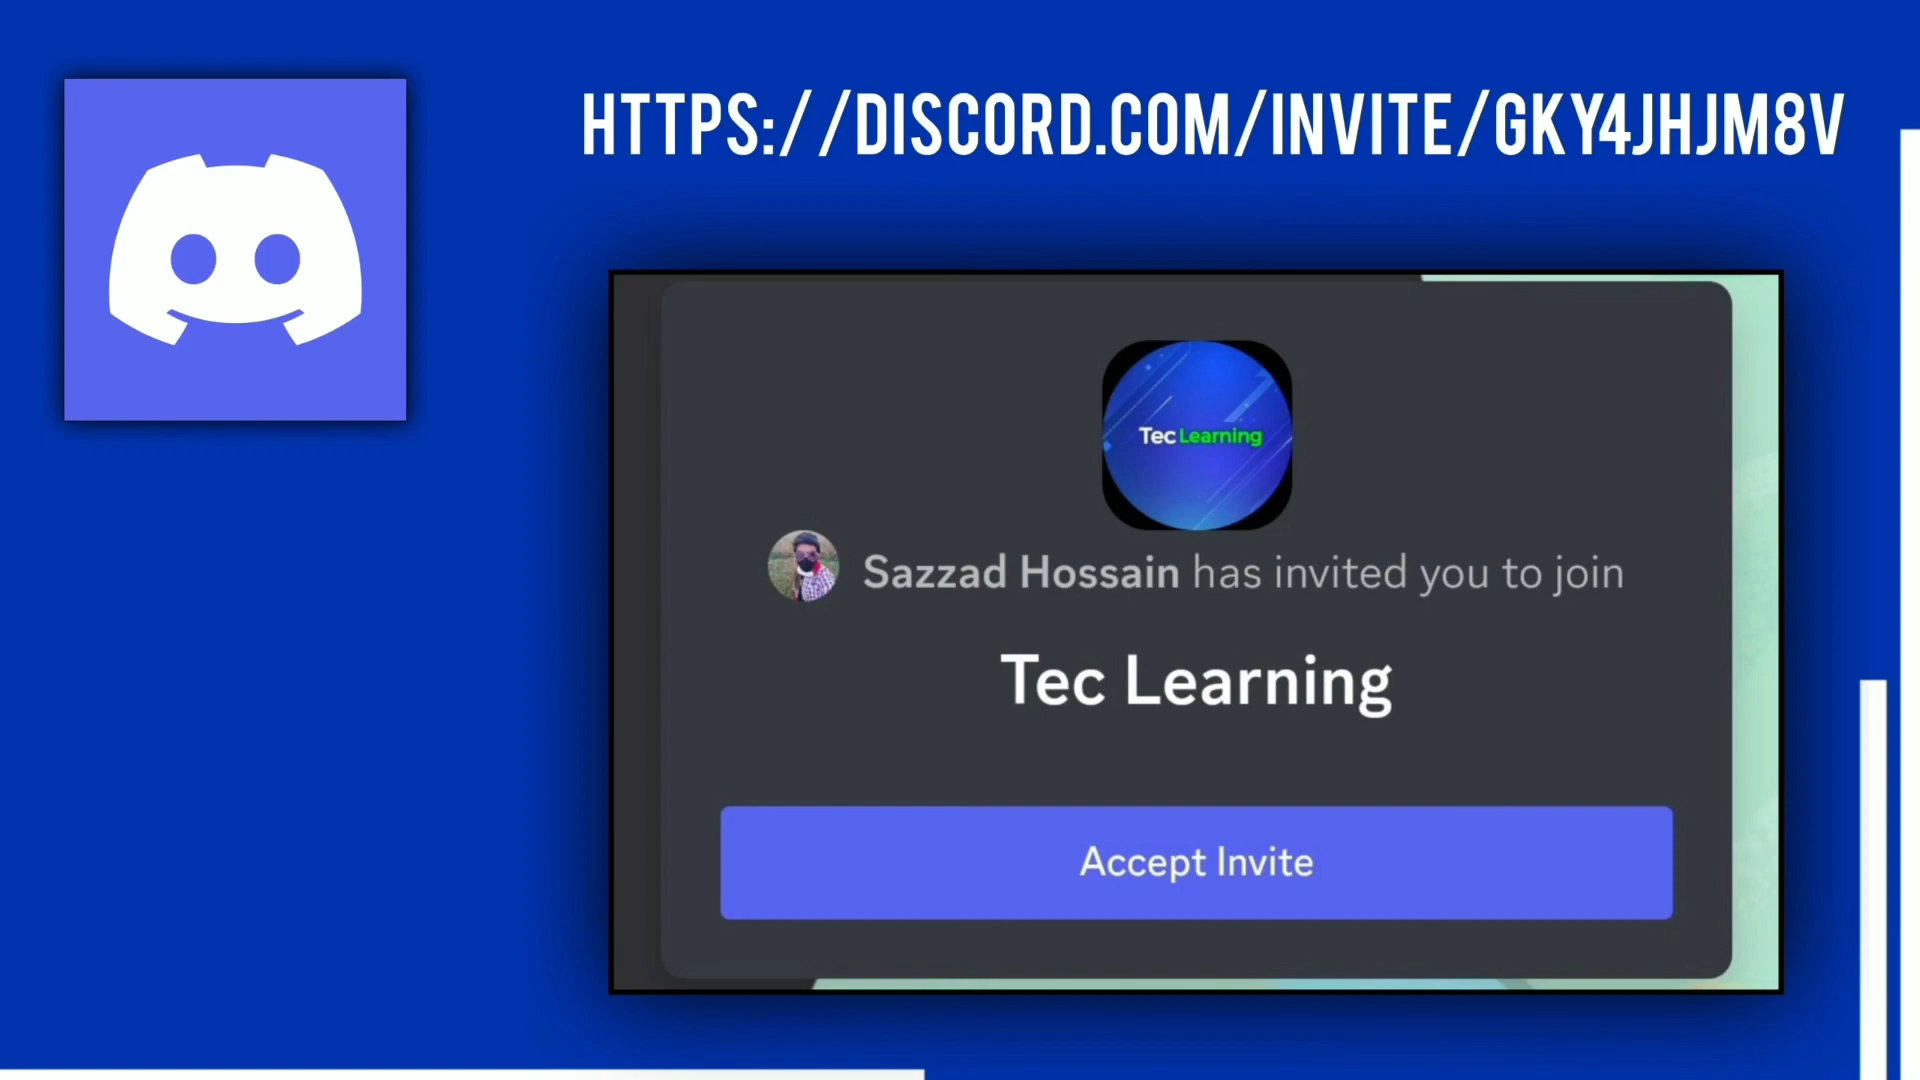 HTTPS://DISCORD.COM/INVITE/GKY4JHJM8V
Tec Learning
Sazzad Hossain has invited you to join
Tec Learning
Accept Invite